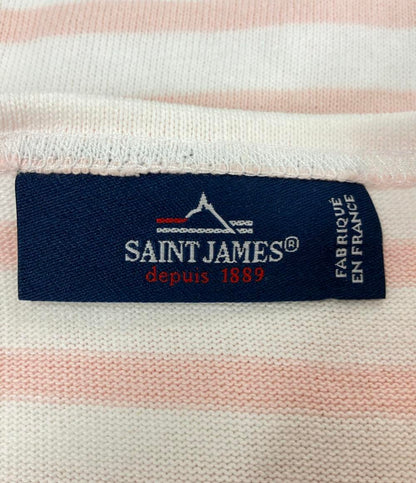 SAINT JAMES®
depuis 1889
FABRIQUÉ
EN FRANCE